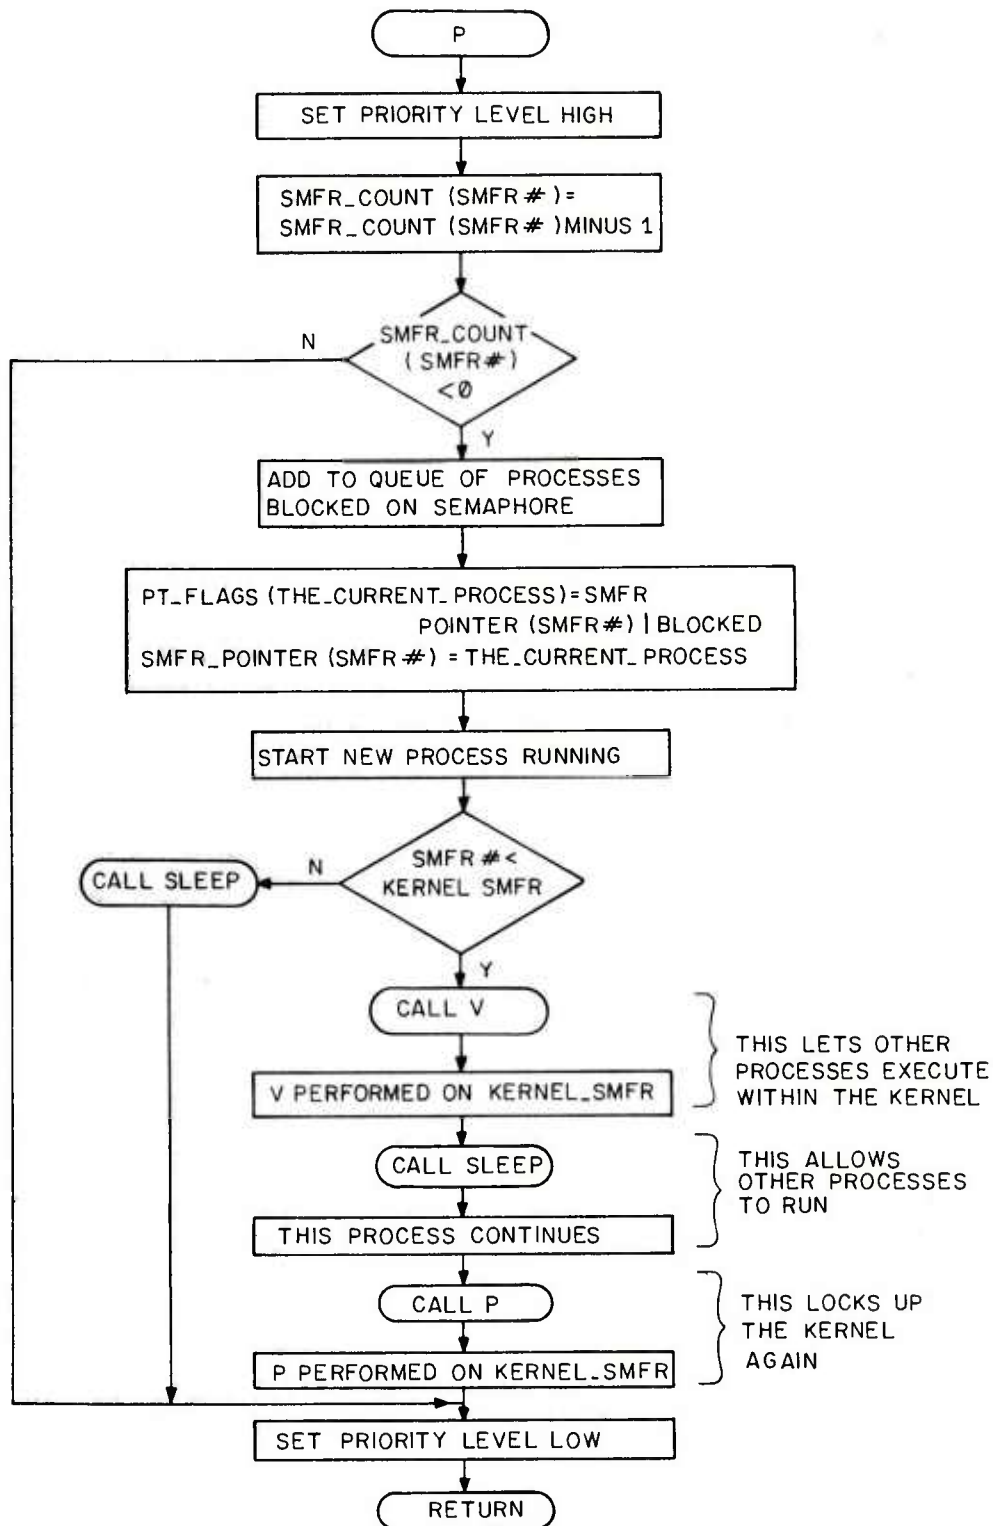 P
SET PRIORITY LEVEL HIGH
SMFR_COUNT (SMFR#)=
SMFR_COUNT (SMFR#)MINUS 1
SMFR_COUNT
(SMFR#)
<0
N
Y
ADD TO QUEUE OF PROCESSES
BLOCKED ON SEMAPHORE
PT_FLAGS (THE_CURRENT_PROCESS)=SMFR
POINTER (SMFR#) | BLOCKED
SMFR_POINTER (SMFR#) = THE_CURRENT_PROCESS
START NEW PROCESS RUNNING
SMFR#<
KERNEL SMFR
N
CALL SLEEP
Y
CALL V
V PERFORMED ON KERNEL_SMFR
THIS LETS OTHER
PROCESSES EXECUTE
WITHIN THE KERNEL
CALL SLEEP
THIS PROCESS CONTINUES
THIS ALLOWS
OTHER PROCESSES
TO RUN
CALL P
P PERFORMED ON KERNEL_SMFR
THIS LOCKS UP
THE KERNEL
AGAIN
SET PRIORITY LEVEL LOW
RETURN